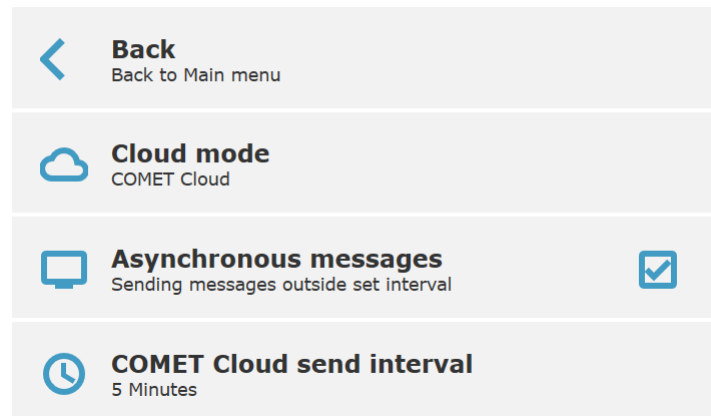 Back
Back to Main menu
Cloud mode
COMET Cloud
Asynchronous messages
Sending messages outside set interval
COMET Cloud send interval
5 Minutes